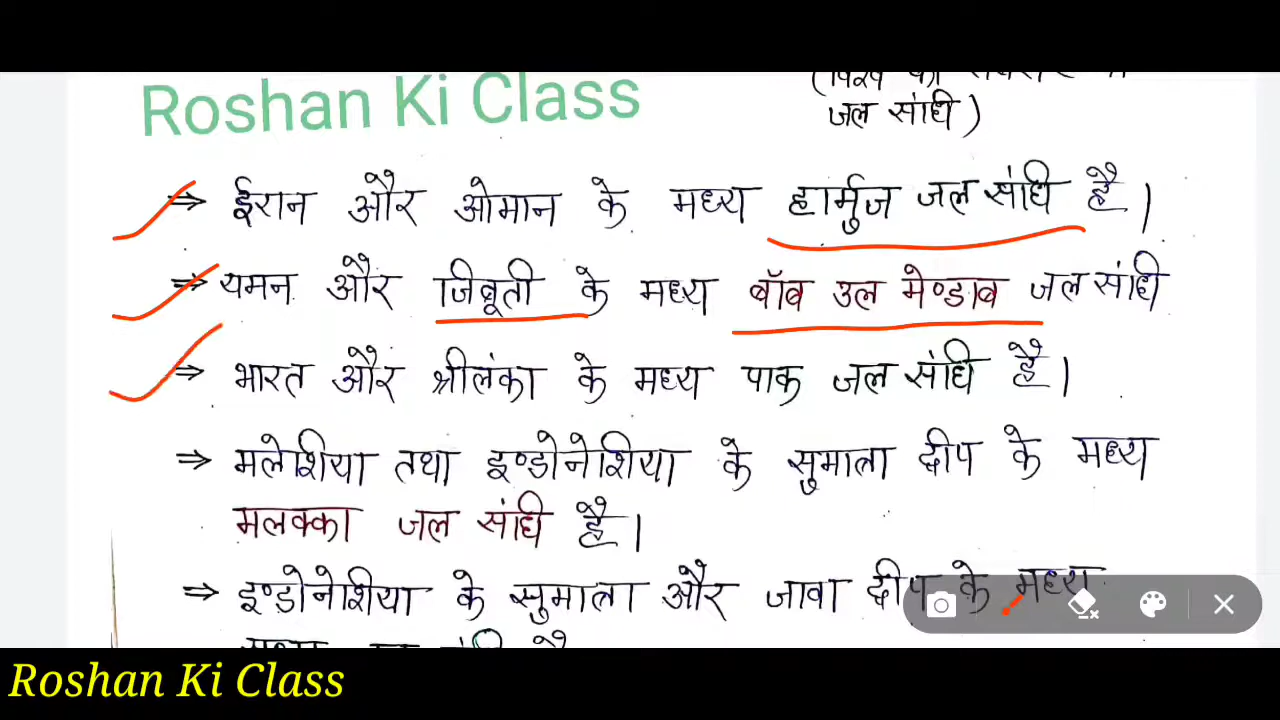 Roshan Ki Class
जल संधि)
⇒ ईरान और ओमान के मध्य हार्मुज जल संधि है।
⇒ यमन और जिबूती के मध्य बॉब उल मेण्डाब जल संधी
⇒ भारत और श्रीलंका के मध्य पाक जल संधि है।
⇒ मलेशिया तथा इण्डोनेशिया के सुमात्रा द्वीप के मध्य
मलक्का जल संधि है।
⇒ इण्डोनेशिया के सुमात्रा और जावा द्वीप के मध्य
Roshan Ki Class